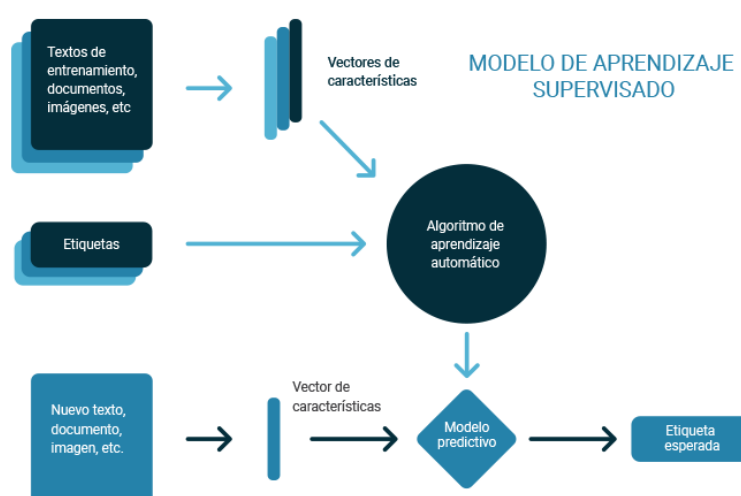 Textos de
entrenamiento,
documentos,
imágenes, etc
Vectores de
características
MODELO DE APRENDIZAJE
SUPERVISADO
Etiquetas
Algoritmo de
aprendizaje
automático
Nuevo texto,
documento,
imagen, etc.
Vector de
características
Modelo
predictivo
Etiqueta
esperada